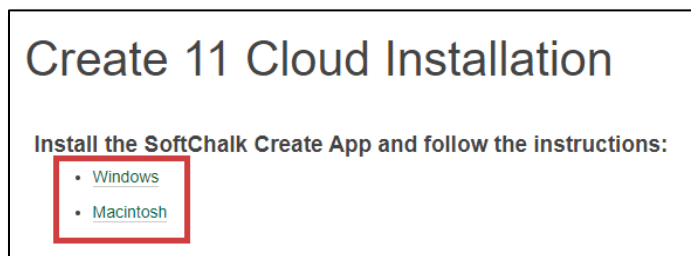 Create 11 Cloud Installation
Install the SoftChalk Create App and follow the instructions:
Windows
Macintosh